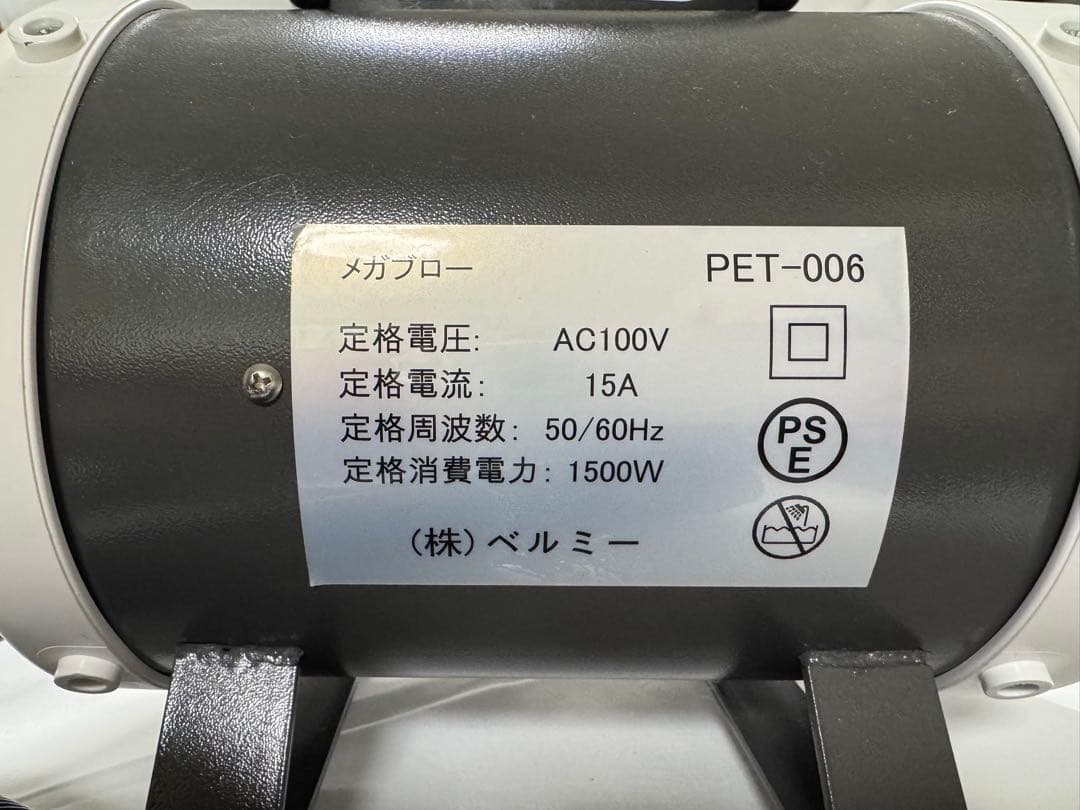 メガブロー PET-006
定格電圧: AC100V
定格電流: 15A
定格周波数: 50/60Hz
定格消費電力: 1500W
PS
E
(株)ベルミー